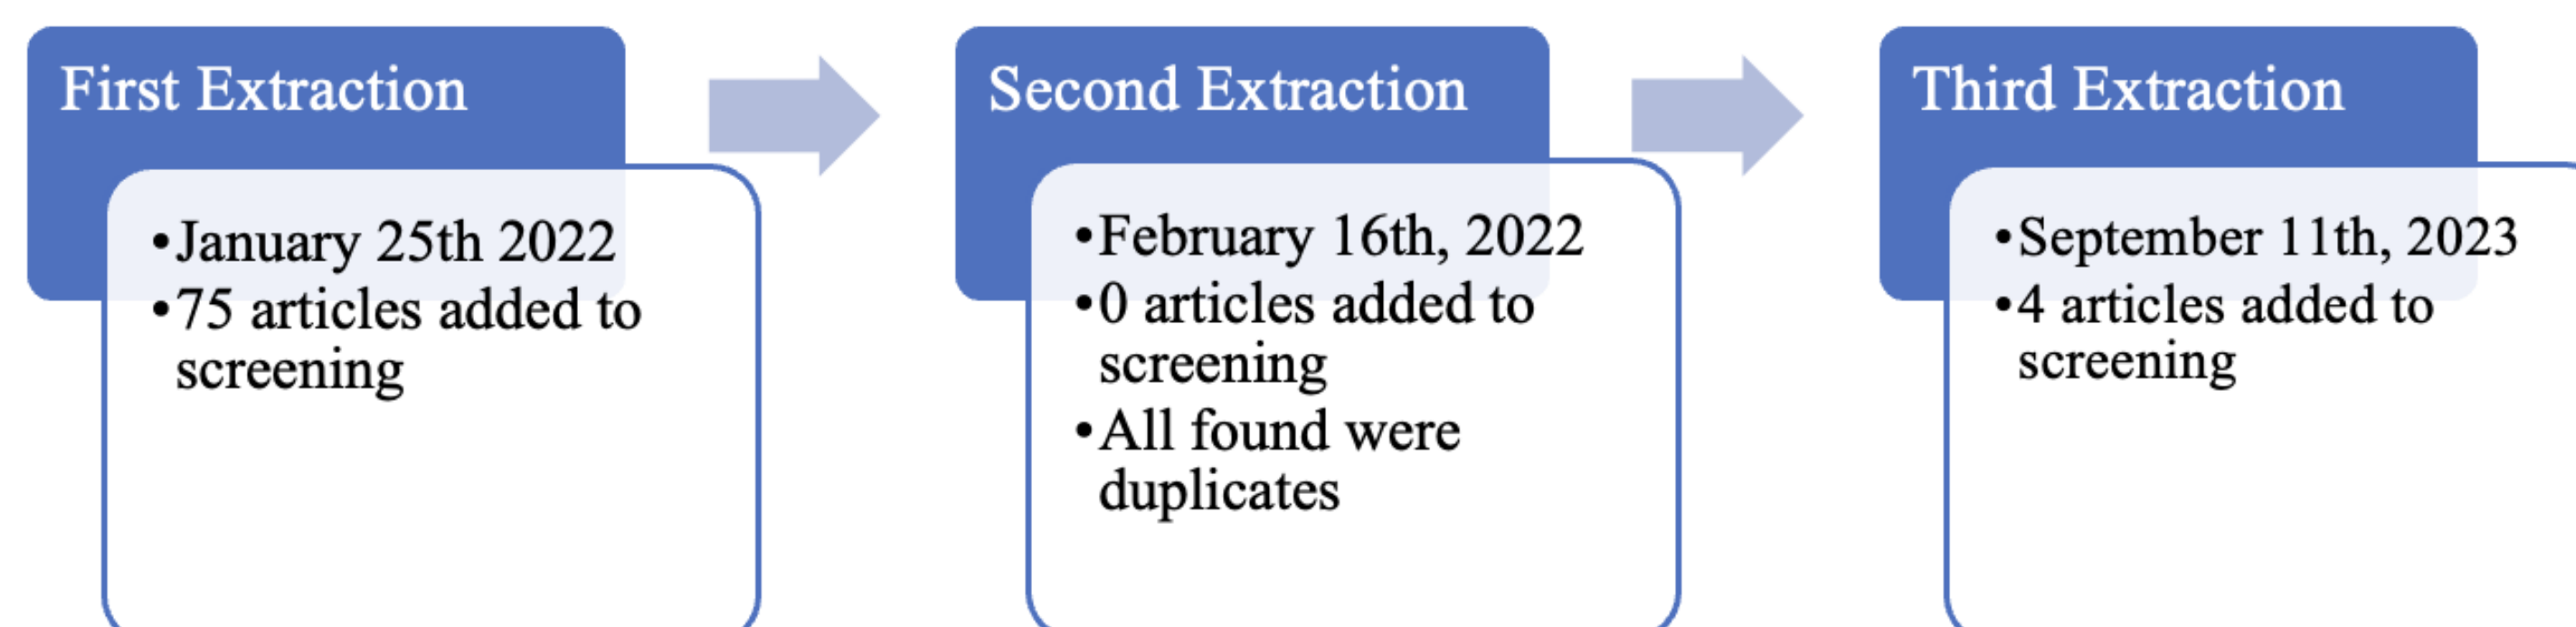 First Extraction
•January 25th 2022
•75 articles added to
screening
Second Extraction
•February 16th, 2022
•0 articles added to
screening
•All found were
duplicates
Third Extraction
•September 11th, 2023
•4 articles added to
screening